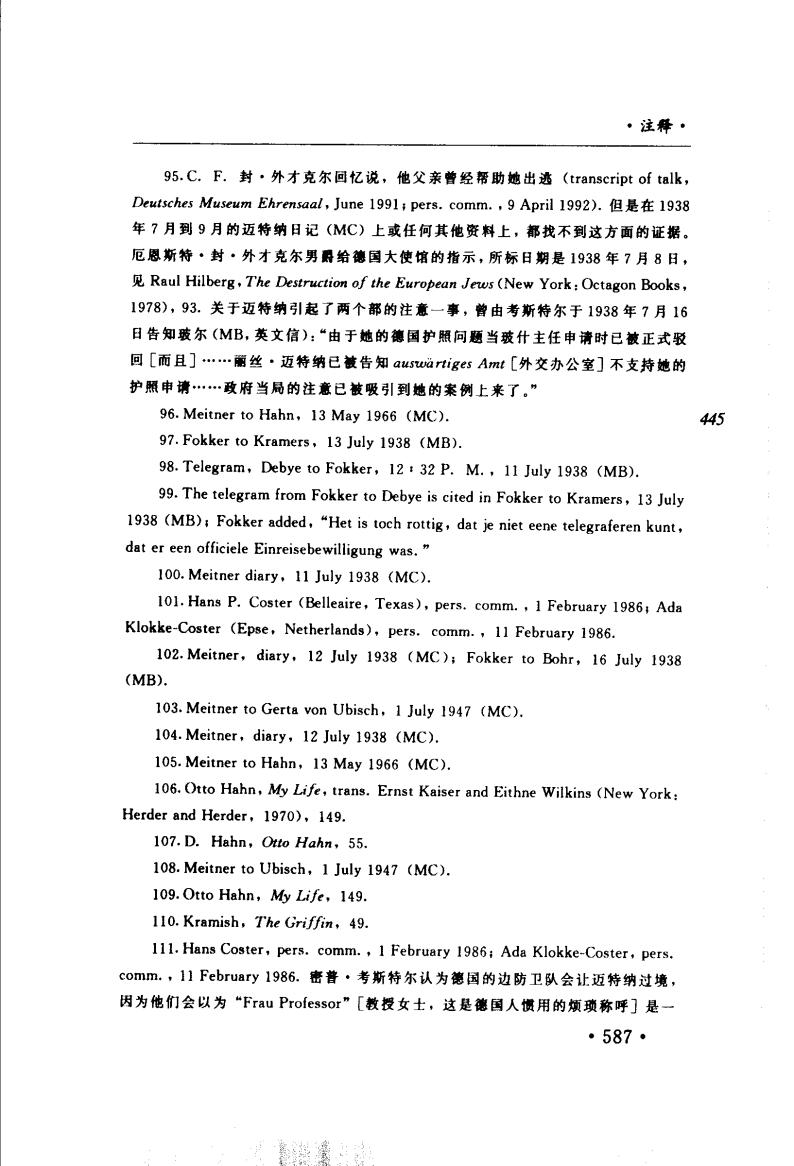 ·注释·
95. C. F. 封·外才克尔回忆说，他父亲曾经帮助她出逃（transcript of talk,
Deutsches Museum Ehrensaal, June 1991; pers. comm., 9 April 1992). 但是在 1938
年 7 月到 9 月的迈特纳日记（MC）上或任何其他资料上，都找不到这方面的证据。
厄恩斯特·封·外才克尔男爵给德国大使馆的指示，所标日期是 1938 年 7 月 8 日，
见 Raul Hilberg, The Destruction of the European Jews (New York: Octagon Books,
1978), 93. 关于迈特纳引起了两个部的注意一事，曾由考斯特尔于 1938 年 7 月 16
日告知玻尔（MB，英文信）：“由于她的德国护照问题当玻什主任申请时已被正式驳
回［而且］……丽丝·迈特纳已被告知 auswärtiges Amt［外交办公室］不支持她的
护照申请……政府当局的注意已被吸引到她的案例上来了。”
96. Meitner to Hahn, 13 May 1966 (MC).
445
97. Fokker to Kramers, 13 July 1938 (MB).
98. Telegram, Debye to Fokker, 12:32 P. M., 11 July 1938 (MB).
99. The telegram from Fokker to Debye is cited in Fokker to Kramers, 13 July
1938 (MB); Fokker added, “Het is toch rottig, dat je niet eene telegraferen kunt,
dat er een officiele Einreisebewilligung was.”
100. Meitner diary, 11 July 1938 (MC).
101. Hans P. Coster (Belleaire, Texas), pers. comm., 1 February 1986; Ada
Klokke-Coster (Epse, Netherlands), pers. comm., 11 February 1986.
102. Meitner, diary, 12 July 1938 (MC); Fokker to Bohr, 16 July 1938
(MB).
103. Meitner to Gerta von Ubisch, 1 July 1947 (MC).
104. Meitner, diary, 12 July 1938 (MC).
105. Meitner to Hahn, 13 May 1966 (MC).
106. Otto Hahn, My Life, trans. Ernst Kaiser and Eithne Wilkins (New York:
Herder and Herder, 1970), 149.
107. D. Hahn, Otto Hahn, 55.
108. Meitner to Ubisch, 1 July 1947 (MC).
109. Otto Hahn, My Life, 149.
110. Kramish, The Griffin, 49.
111. Hans Coster, pers. comm., 1 February 1986; Ada Klokke-Coster, pers.
comm., 11 February 1986. 密普·考斯特尔认为德国的边防卫队会让迈特纳过境，
因为他们会以为“Frau Professor”［教授女士，这是德国人惯用的烦琐称呼］是一
·587·